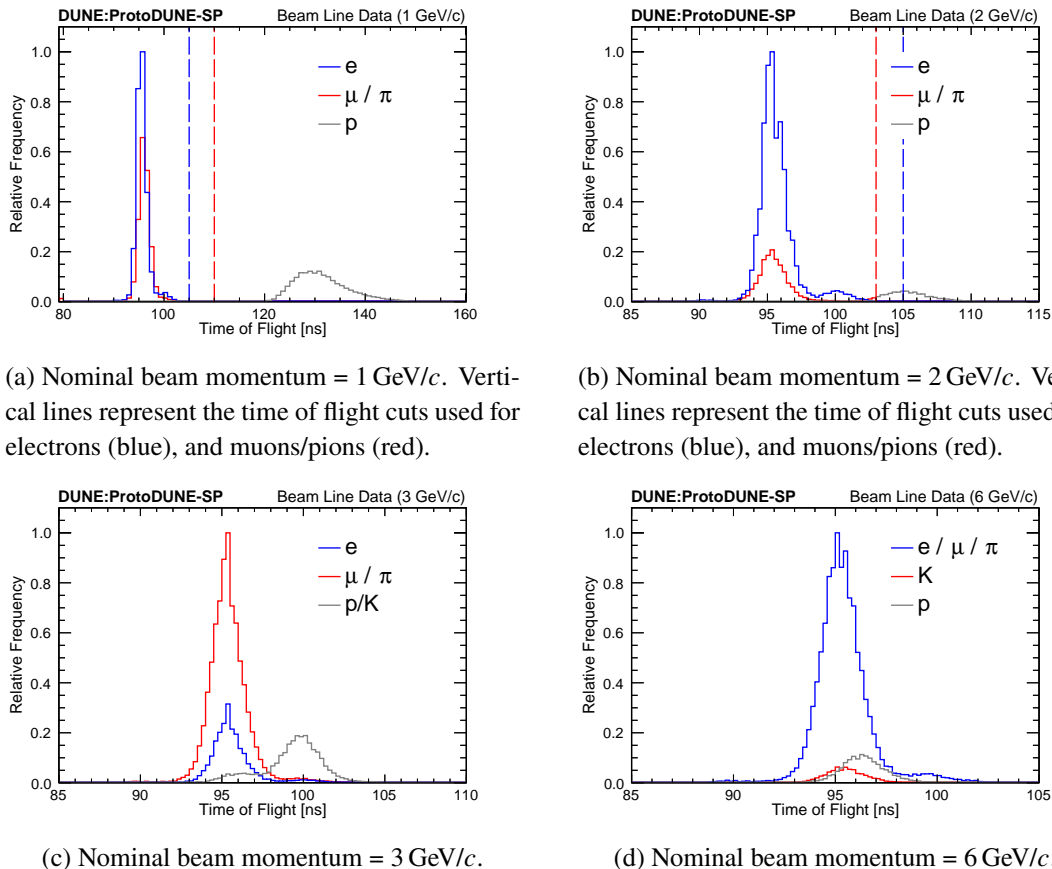 DUNE:ProtoDUNE-SP Beam Line Data (1 GeV/c)
Relative Frequency
1.0
0.8
0.6
0.4
0.2
0.0
e
μ / π
p
80 100 120 140 160
Time of Flight [ns]
(a) Nominal beam momentum = 1 GeV/c. Verti-
cal lines represent the time of flight cuts used for
electrons (blue), and muons/pions (red).
DUNE:ProtoDUNE-SP Beam Line Data (2 GeV/c)
Relative Frequency
1.0
0.8
0.6
0.4
0.2
0.0
e
μ / π
p
85 90 95 100 105 110 115
Time of Flight [ns]
(b) Nominal beam momentum = 2 GeV/c. Ve
cal lines represent the time of flight cuts used
electrons (blue), and muons/pions (red).
DUNE:ProtoDUNE-SP Beam Line Data (3 GeV/c)
Relative Frequency
1.0
0.8
0.6
0.4
0.2
0.0
e
μ / π
p/K
85 90 95 100 105 110
Time of Flight [ns]
(c) Nominal beam momentum = 3 GeV/c.
DUNE:ProtoDUNE-SP Beam Line Data (6 GeV/c)
Relative Frequency
1.0
0.8
0.6
0.4
0.2
0.0
e / μ / π
K
p
85 90 95 100 105
Time of Flight [ns]
(d) Nominal beam momentum = 6 GeV/c.